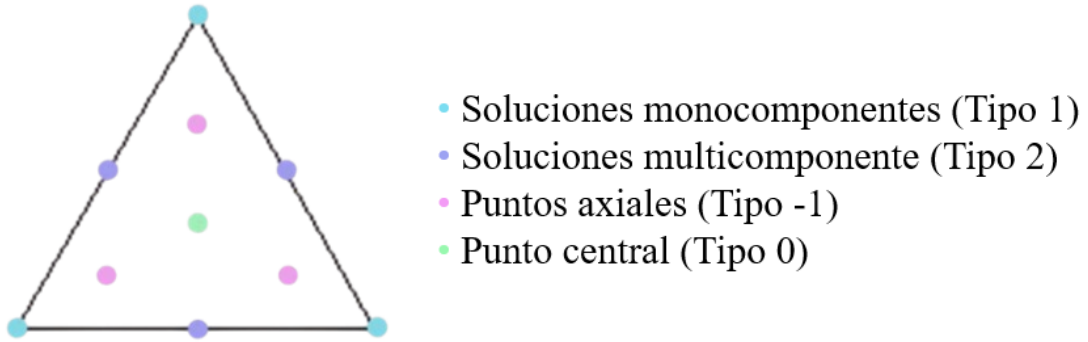 Soluciones monocomponentes (Tipo 1)
Soluciones multicomponente (Tipo 2)
Puntos axiales (Tipo -1)
Punto central (Tipo 0)